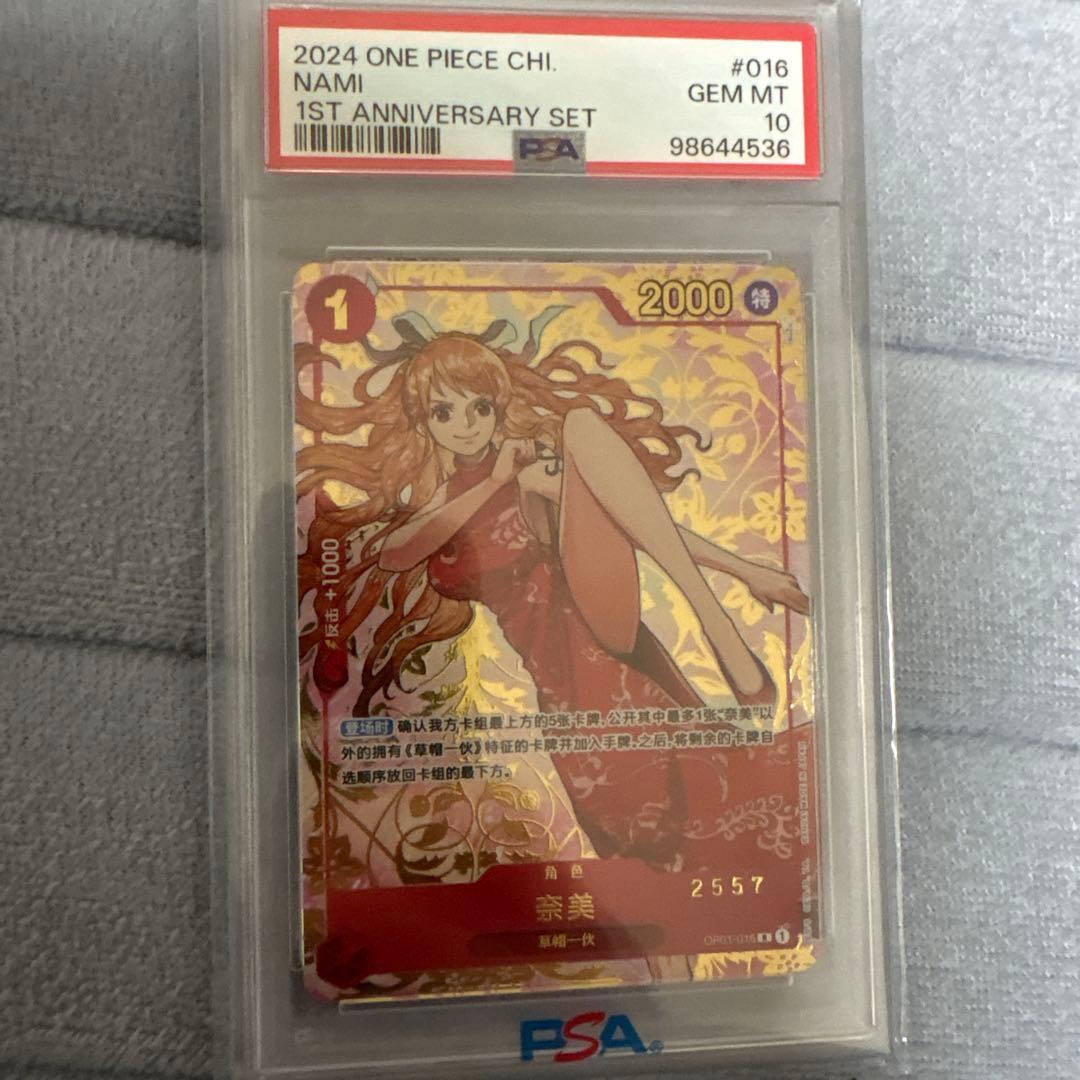 2024 ONE PIECE CHI.
NAMI
1ST ANNIVERSARY SET
#016
GEM MT
10
98644536
PSA
1
2000 特
反击 +1000
登场时 确认我方卡组最上方的5张卡牌,公开其中最多1张“奈美”以
外的拥有《草帽一伙》特征的卡牌并加入手牌。之后,将剩余的卡牌自
选顺序放回卡组的最下方。
角色
奈美
草帽一伙
2557
OP01-016 R 1
PSA